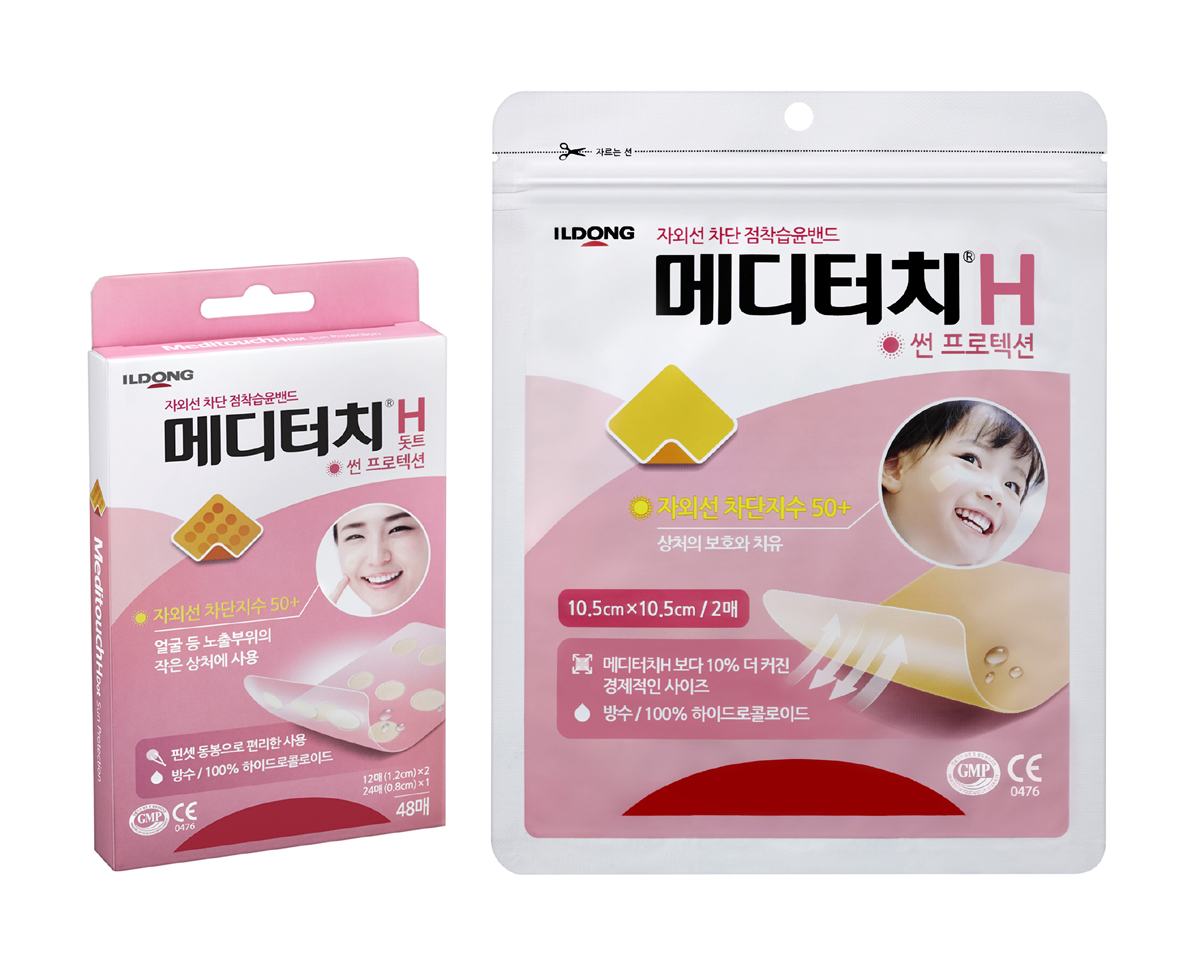 Meditouch H Dot Sun Protection
ILDONG
자외선 차단 점착습윤밴드
메디터치® H
돗트
썬 프로텍션
자외선 차단지수 50+
얼굴 등 노출부위의
작은 상처에 사용
핀셋 동봉으로 편리한 사용
방수 / 100% 하이드로콜로이드
12매 (1.2cm)×2
24매 (0.8cm)×1
48매
GMP
CE
0476
Meditouch H Dot Sun Protection
자르는 선
ILDONG
자외선 차단 점착습윤밴드
메디터치® H
썬 프로텍션
자외선 차단지수 50+
상처의 보호와 치유
10.5cm×10.5cm / 2매
메디터치H 보다 10% 더 커진
경제적인 사이즈
방수 / 100% 하이드로콜로이드
GMP
CE
0476